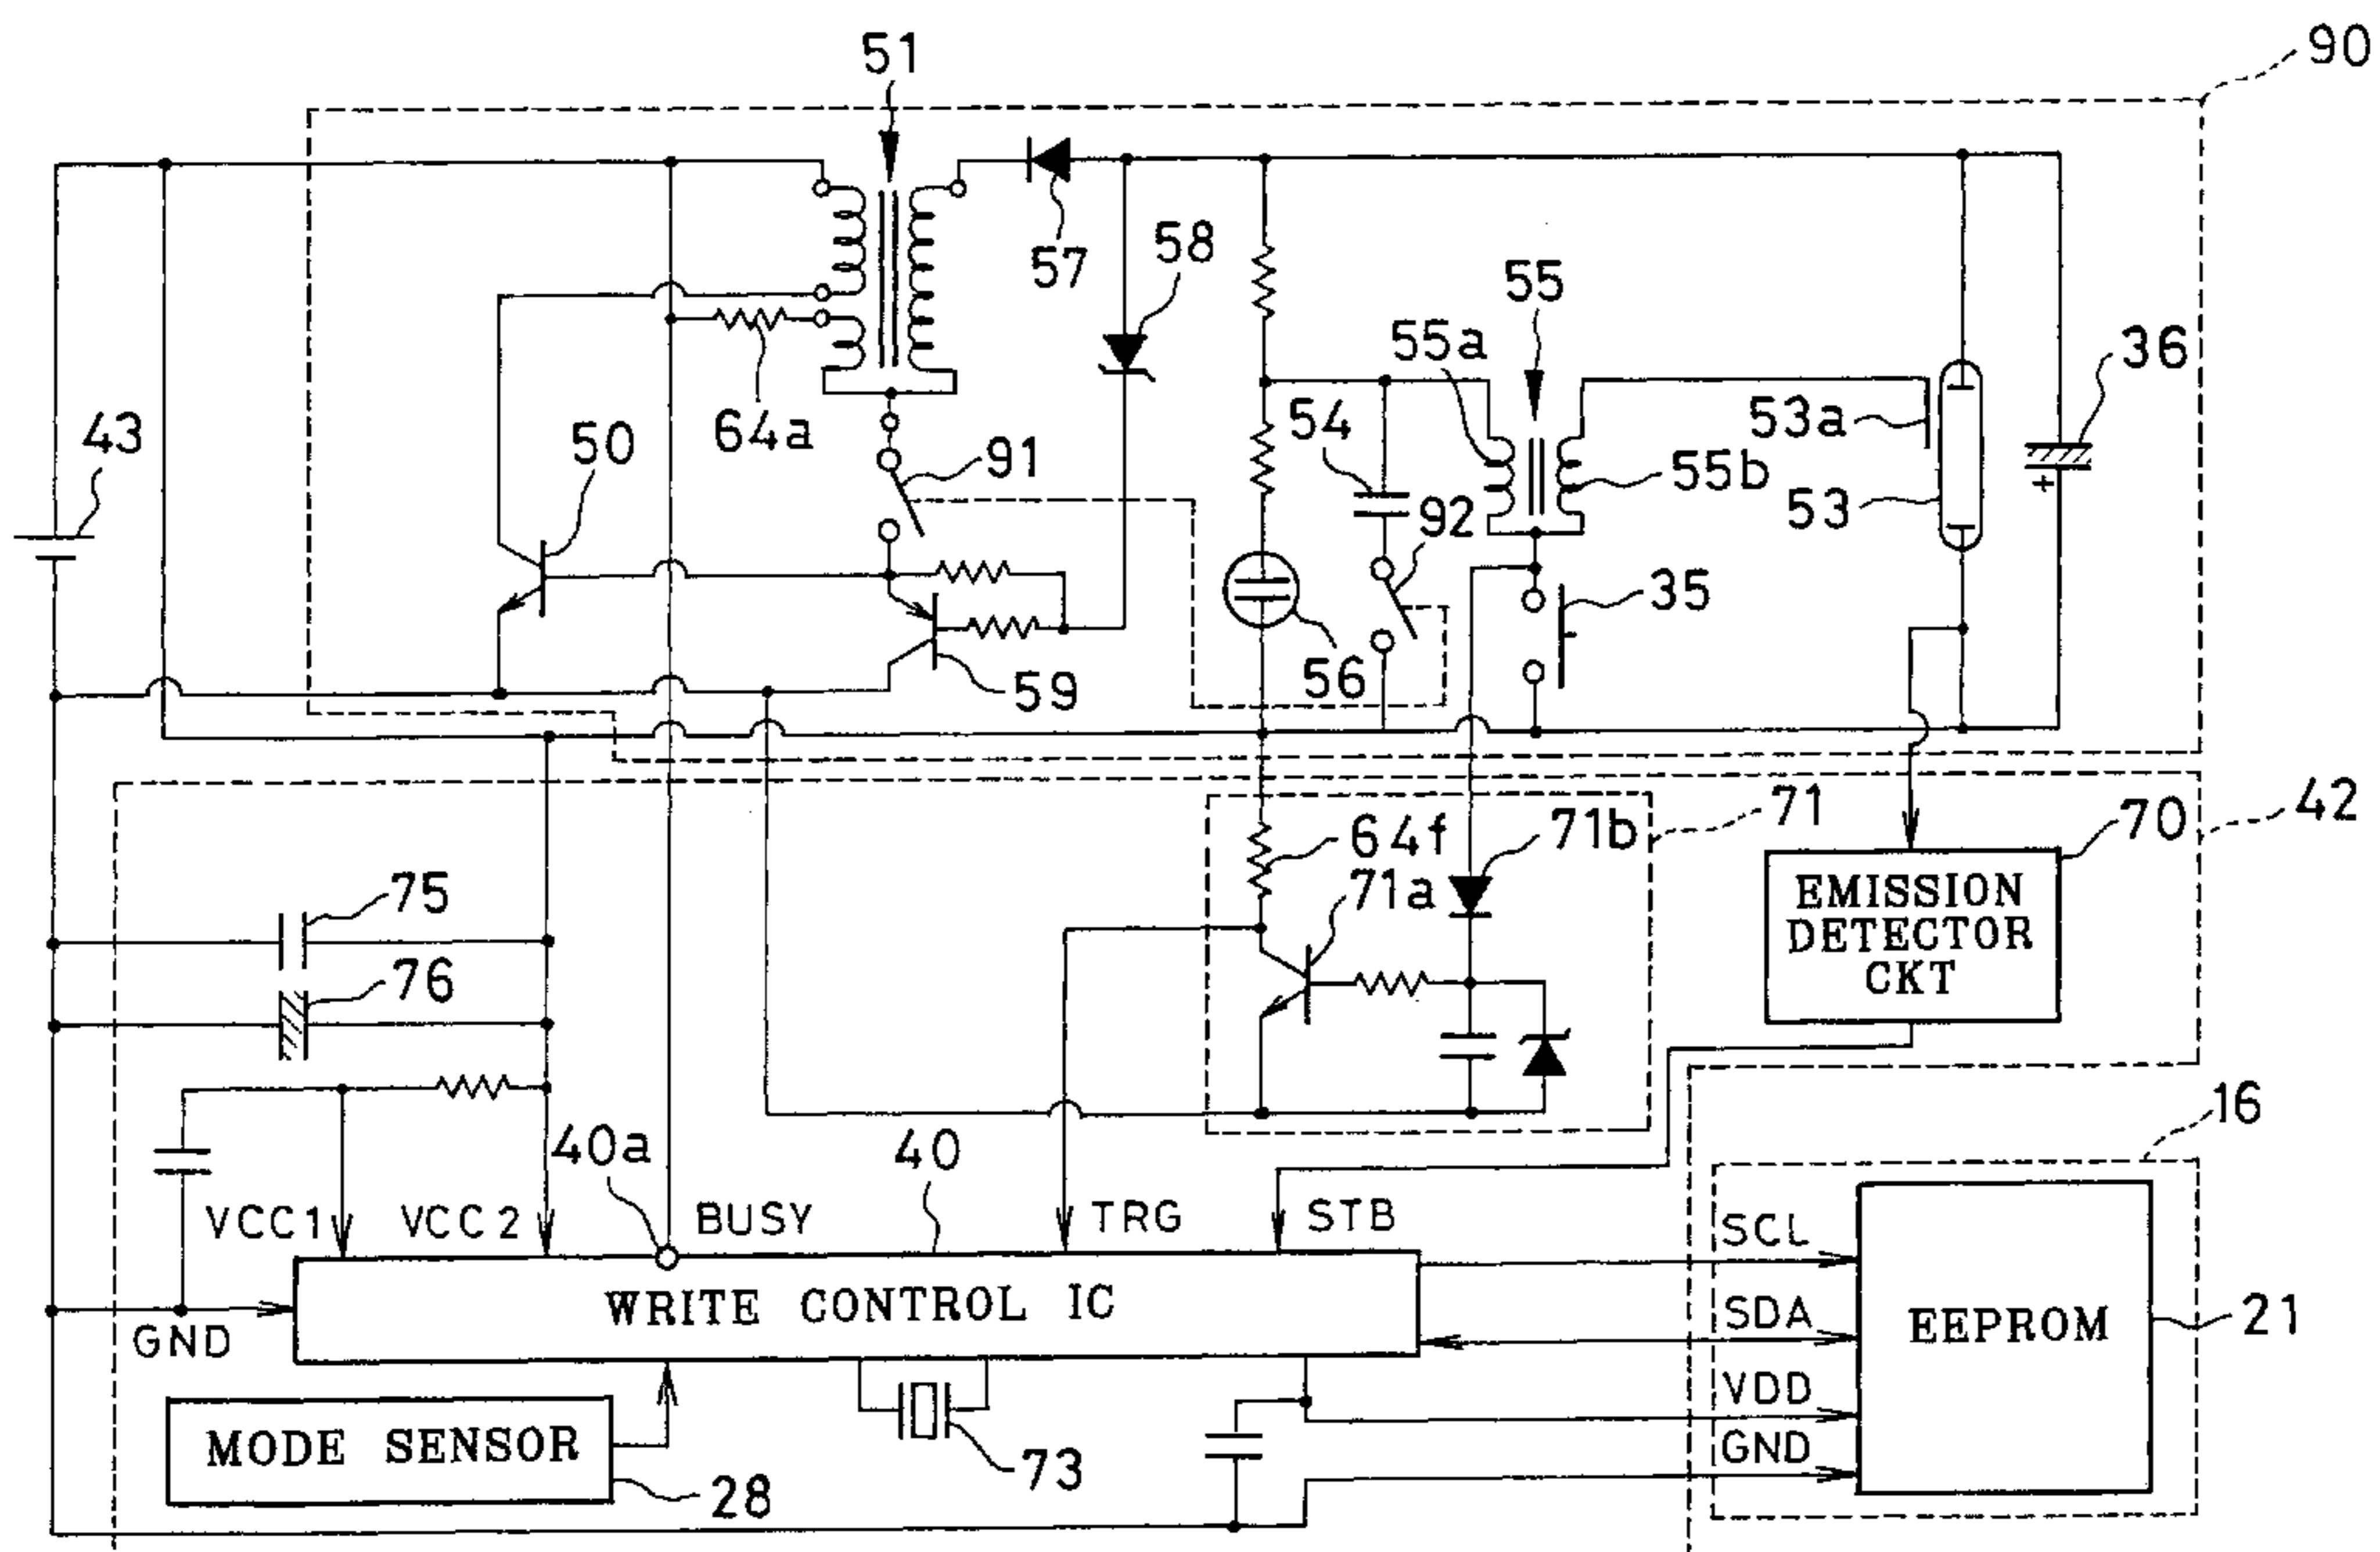 90
51
57
58
55
55a
36
43
50
64a
91
54
92
55b
53a
53
35
56
59
42
71
70
64f
71b
71a
EMISSION
DETECTOR
CKT
75
76
16
40a
40
VCC1
VCC2
BUSY
TRG
STB
SCL
WRITE CONTROL IC
SDA
EEPROM
21
GND
VDD
GND
MODE SENSOR
28
73